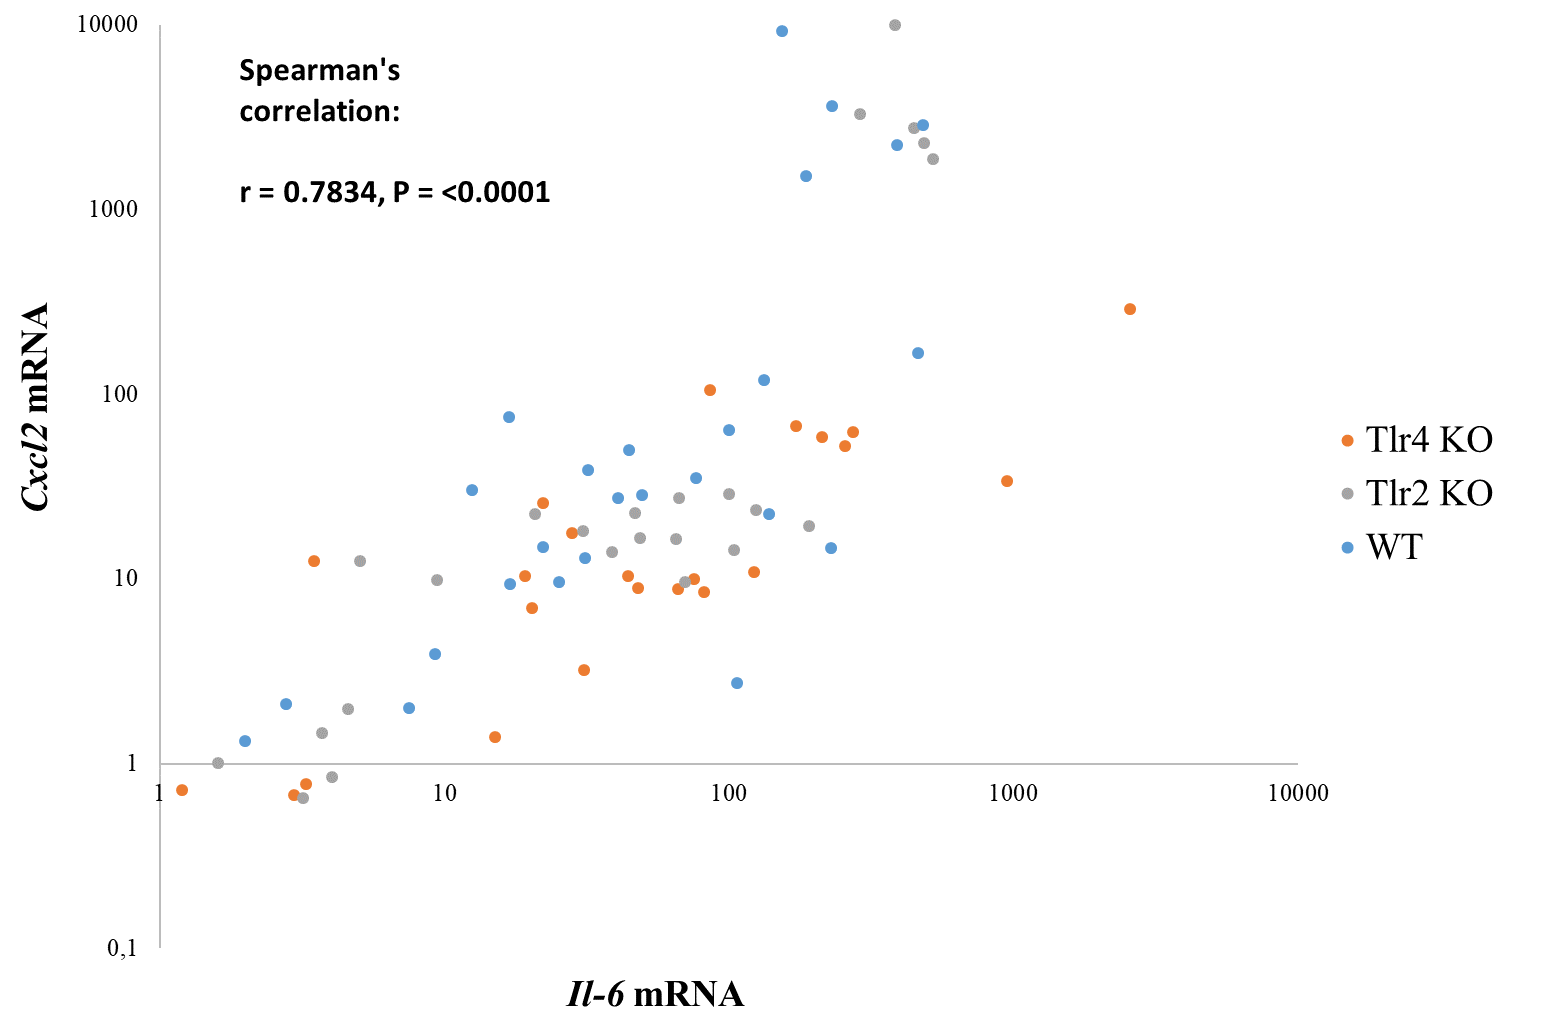 10000
Spearman's
correlation:
r = 0.7834, P = <0.0001
1000
Cxcl2 mRNA
100
Tlr4 KO
Tlr2 KO
WT
10
1
1
10
100
1000
10000
0,1
Il-6 mRNA